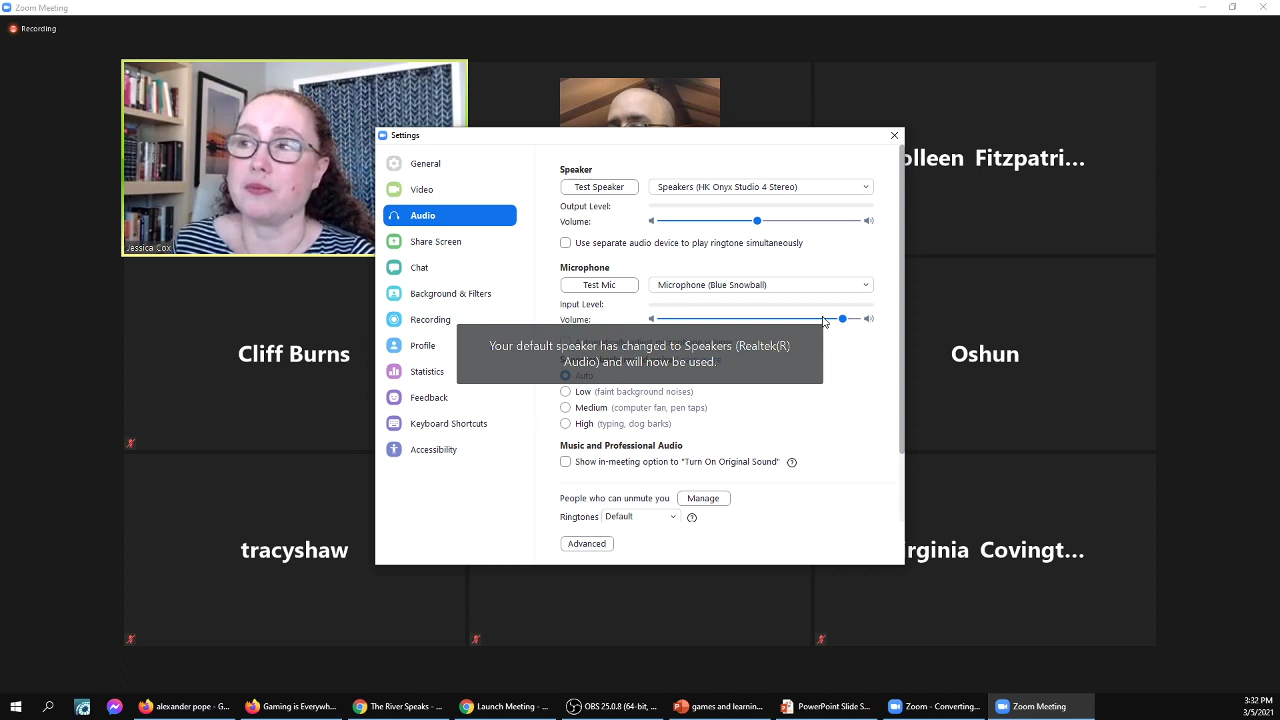 Zoom Meeting
Recording
Jessica Cox
olleen Fitzpatri...
Cliff Burns
Oshun
tracyshaw
rginia Covingt...
Settings
General
Video
Audio
Share Screen
Chat
Background & Filters
Recording
Profile
Statistics
Feedback
Keyboard Shortcuts
Accessibility
Speaker
Test Speaker
Speakers (HK Onyx Studio 4 Stereo)
Output Level:
Volume:
Use separate audio device to play ringtone simultaneously
Microphone
Test Mic
Microphone (Blue Snowball)
Input Level:
Volume:
Your default speaker has changed to Speakers (Realtek(R)
Audio) and will now be used.
Auto
Low (faint background noises)
Medium (computer fan, pen taps)
High (typing, dog barks)
Music and Professional Audio
Show in-meeting option to "Turn On Original Sound"
People who can unmute you
Manage
Ringtones
Default
Advanced
alexander pope - G...
Gaming is Everywh...
The River Speaks - ...
Launch Meeting - ...
OBS 25.0.8 (64-bit, ...
games and learnin...
PowerPoint Slide S...
Zoom - Converting...
Zoom Meeting
3:32 PM
3/5/2021